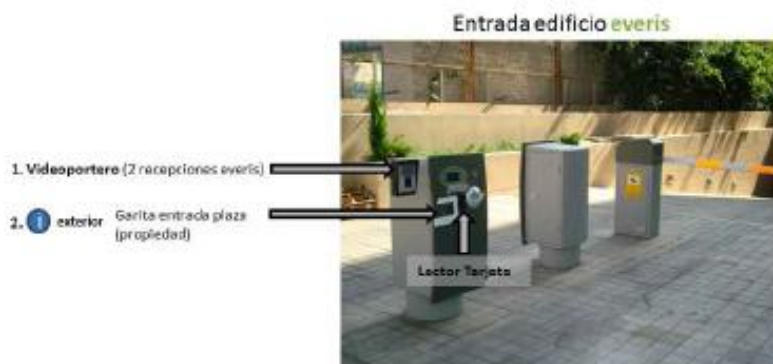 Entrada edificio everis
1. Videoportero (2 recepciones everis)
2. i exterior Garita entrada plaza
(propiedad)
Lector Tarjeta